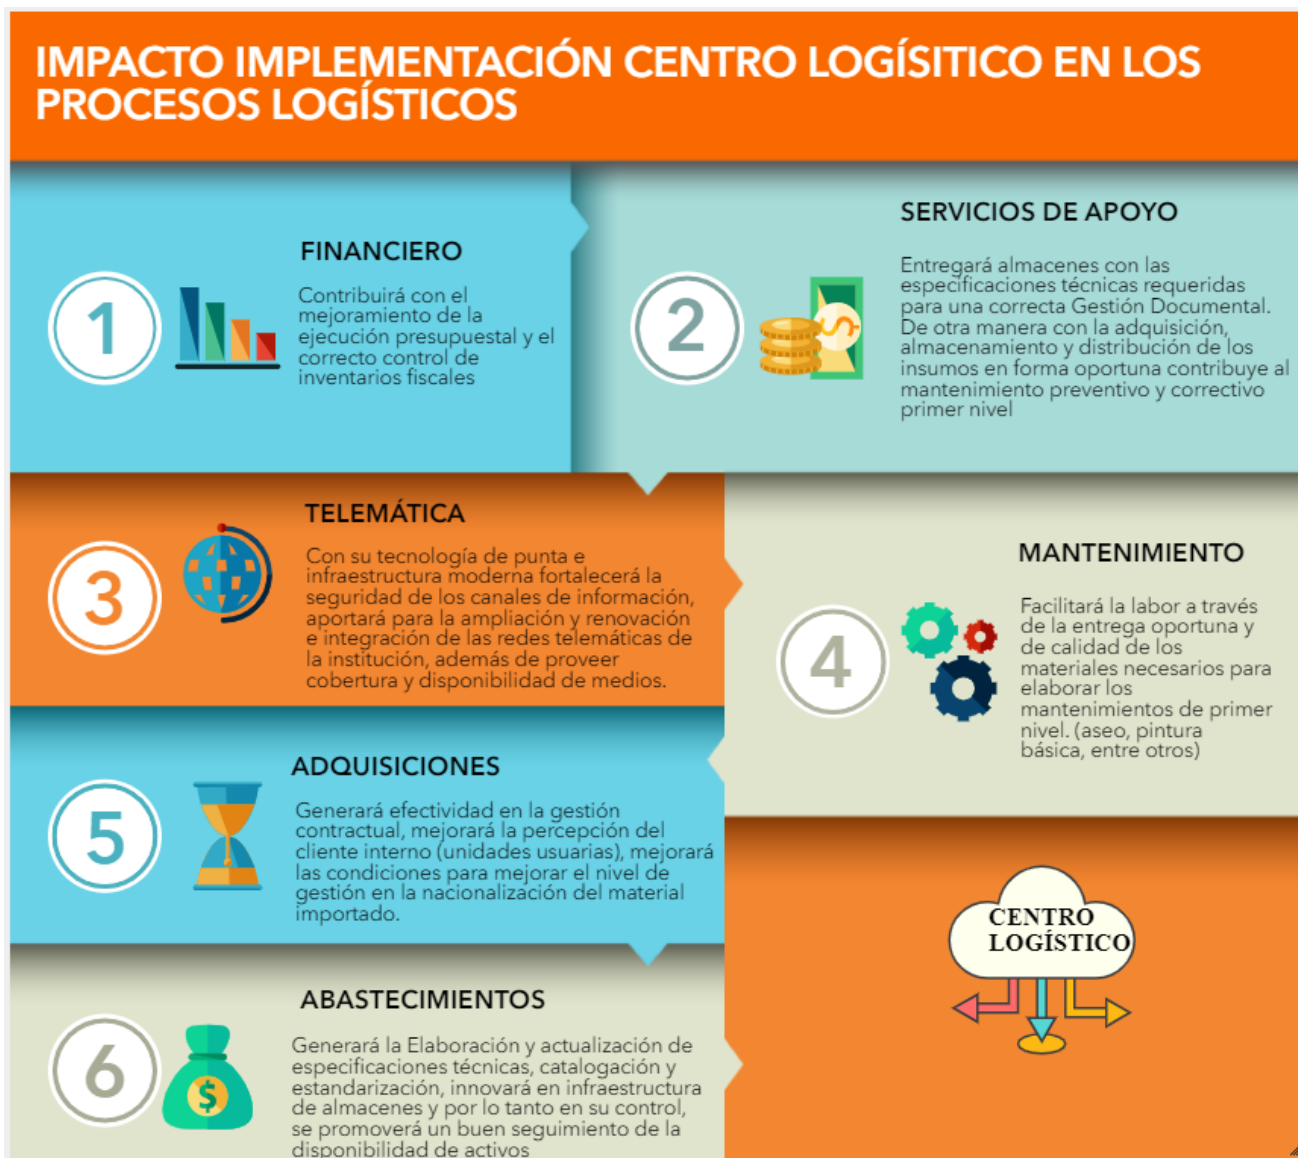 IMPACTO IMPLEMENTACIÓN CENTRO LOGÍSITICO EN LOS
PROCESOS LOGÍSTICOS
1
FINANCIERO
Contribuirá con el
mejoramiento de la
ejecución presupuestal y el
correcto control de
inventarios fiscales
2
$
SERVICIOS DE APOYO
Entregará almacenes con las
especificaciones técnicas requeridas
para una correcta Gestión Documental.
De otra manera con la adquisición,
almacenamiento y distribución de los
insumos en forma oportuna contribuye al
mantenimiento preventivo y correctivo
primer nivel
3
TELEMÁTICA
Con su tecnología de punta e
infraestructura moderna fortalecerá la
seguridad de los canales de información,
aportará para la ampliación y renovación
e integración de las redes telemáticas de
la institución, además de proveer
cobertura y disponibilidad de medios.
4
MANTENIMIENTO
Facilitará la labor a través
de la entrega oportuna y
de calidad de los
materiales necesarios para
elaborar los
mantenimientos de primer
nivel. (aseo, pintura
básica, entre otros)
5
ADQUISICIONES
Generará efectividad en la gestión
contractual, mejorará la percepción del
cliente interno (unidades usuarias), mejorará
las condiciones para mejorar el nivel de
gestión en la nacionalización del material
importado.
6
$
ABASTECIMIENTOS
Generará la Elaboración y actualización de
especificaciones técnicas, catalogación y
estandarización, innovará en infraestructura
de almacenes y por lo tanto en su control,
se promoverá un buen seguimiento de la
disponibilidad de activos
CENTRO
LOGÍSTICO